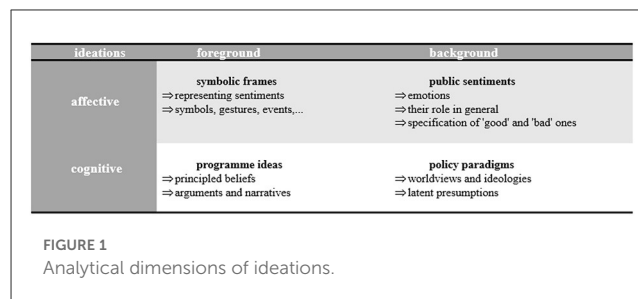 ideations foreground background
symbolic frames public sentiments
⇒representing sentiments ⇒emotions
affective ⇒symbols, gestures, events,... ⇒their role in general
⇒specification of 'good' and 'bad' ones
programme ideas policy paradigms
cognitive ⇒principled beliefs ⇒worldviews and ideologies
⇒arguments and narratives ⇒latent presumptions
FIGURE 1
Analytical dimensions of ideations.